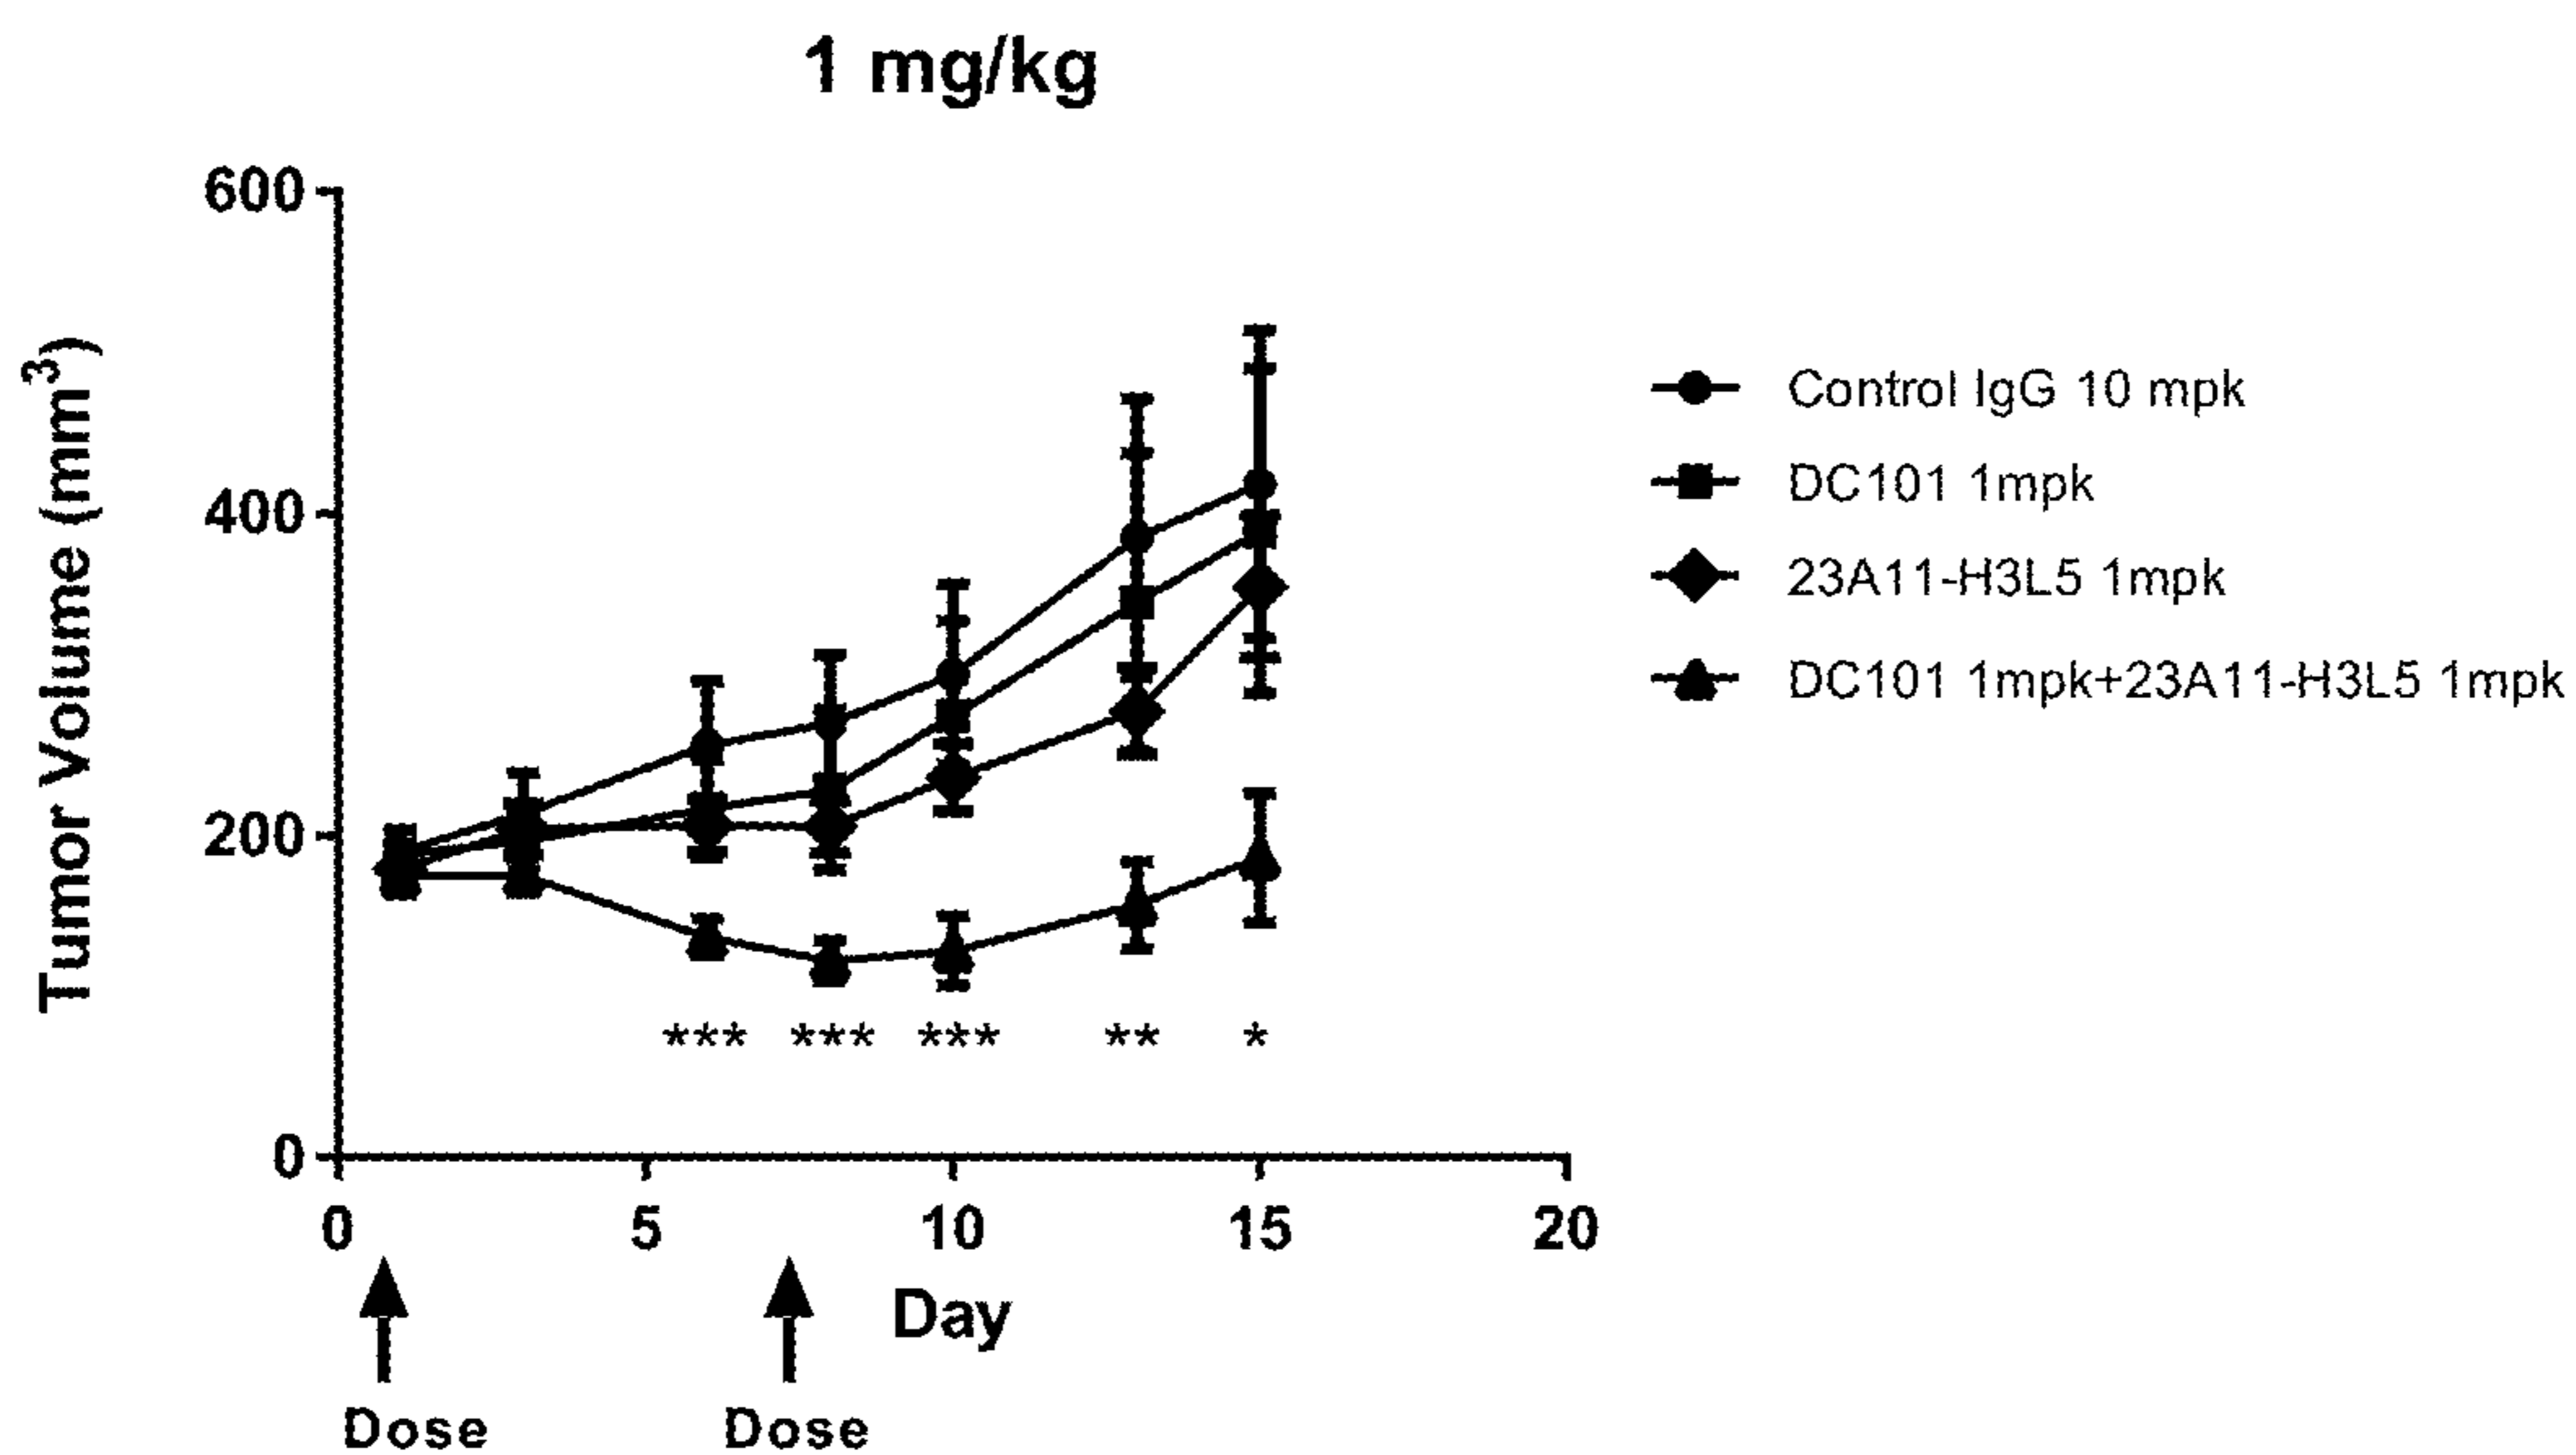 1 mg/kg
Tumor Volume (mm³)
600
400
200
0
*** *** *** ** *
0 5 10 15 20
Day
Dose Dose
Control IgG 10 mpk
DC101 1mpk
23A11-H3L5 1mpk
DC101 1mpk+23A11-H3L5 1mpk